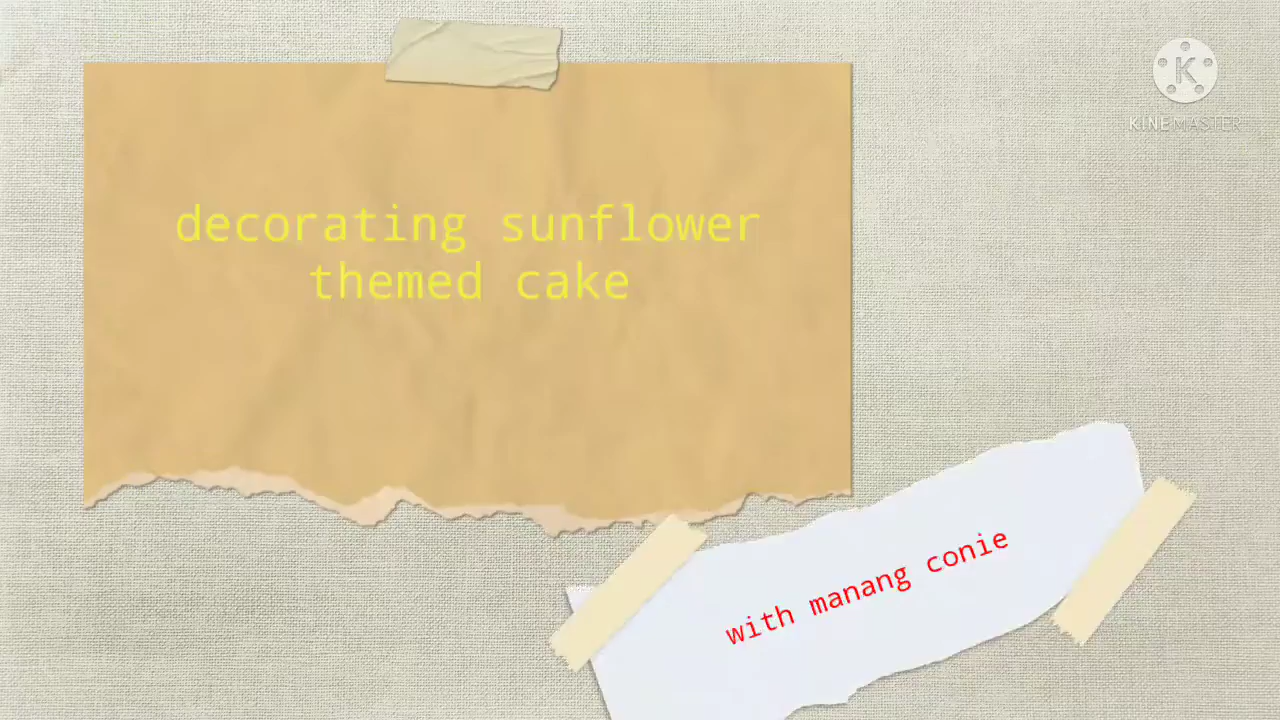 KINEMASTER
decorating sunflower
themed cake
with manang conie